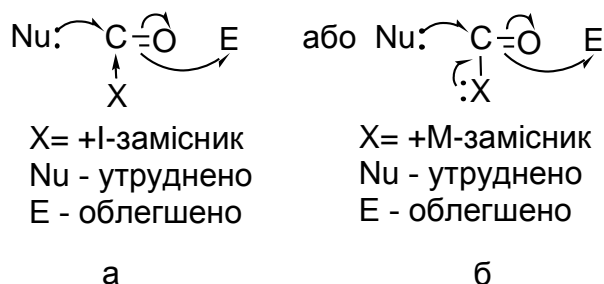 Nu: C=O E або Nu: C=O E
X :X
X= +I-замісник X= +M-замісник
Nu - утруднено Nu - утруднено
E - облегшено E - облегшено
а б